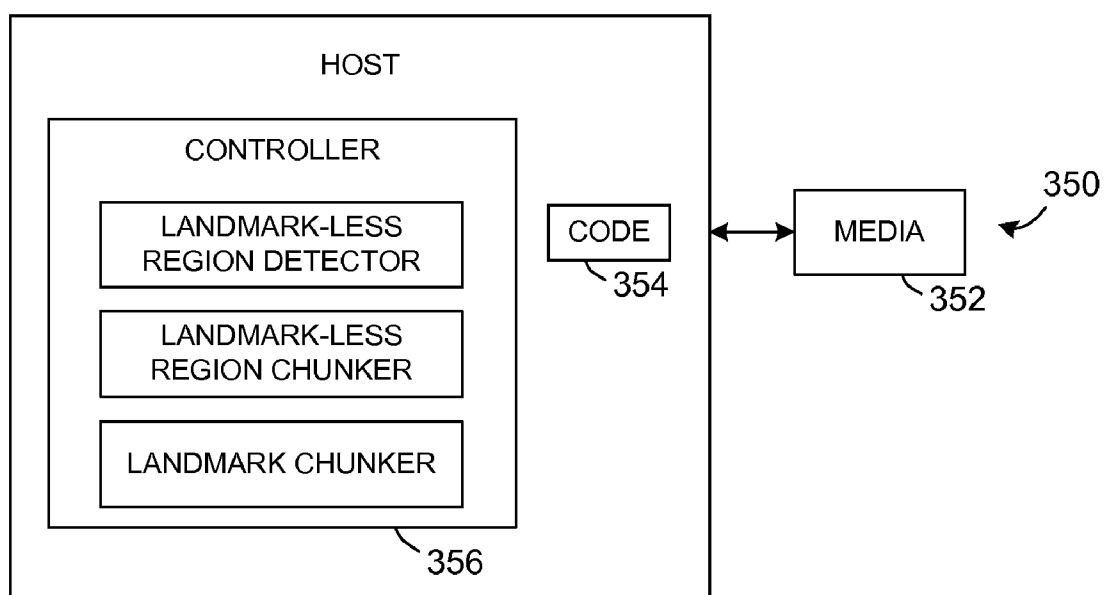 HOST
CONTROLLER
LANDMARK-LESS
REGION DETECTOR
LANDMARK-LESS
REGION CHUNKER
LANDMARK CHUNKER
356
CODE
354
MEDIA
352
350